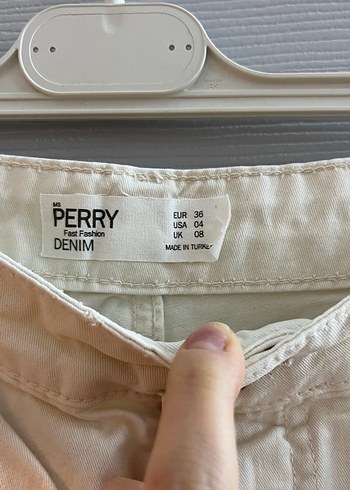 MS
PERRY
Fast Fashion
DENIM
EUR 36
USA 04
UK 08
MADE IN TURKEY